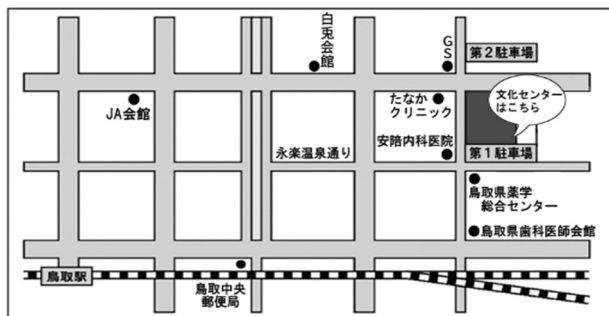 白兎会館
GS
第2駐車場
JA会館
たなか
クリニック
文化センター
はこちら
安陪内科医院
永楽温泉通り
第1駐車場
鳥取県薬学
総合センター
鳥取県歯科医師会館
鳥取駅
鳥取中央
郵便局